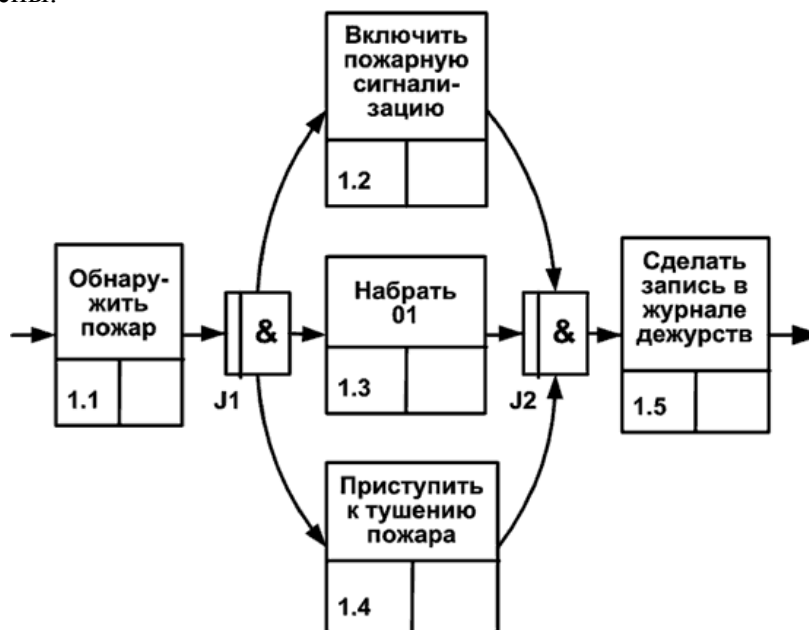 Включить
пожарную
сигнали-
зацию
1.2
Обнару-
жить
пожар
1.1
&
J1
Набрать
01
1.3
&
J2
Сделать
запись в
журнале
дежурств
1.5
Приступить
к тушению
пожара
1.4